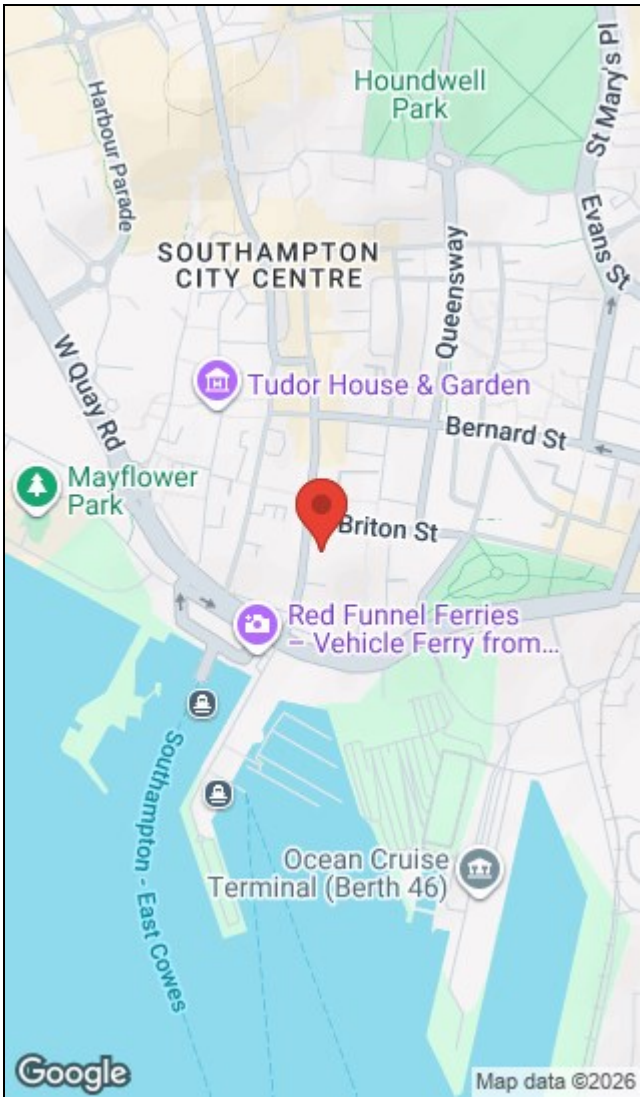 Houndwell
Park
St Mary's Pl
Harbour Parade
Evans St
SOUTHAMPTON
CITY CENTRE
Queensway
W Quay Rd
Tudor House & Garden
Bernard St
Mayflower
Park
Briton St
Red Funnel Ferries
– Vehicle Ferry from...
Southampton - East Cowes
Ocean Cruise
Terminal (Berth 46)
Google
Map data ©2026